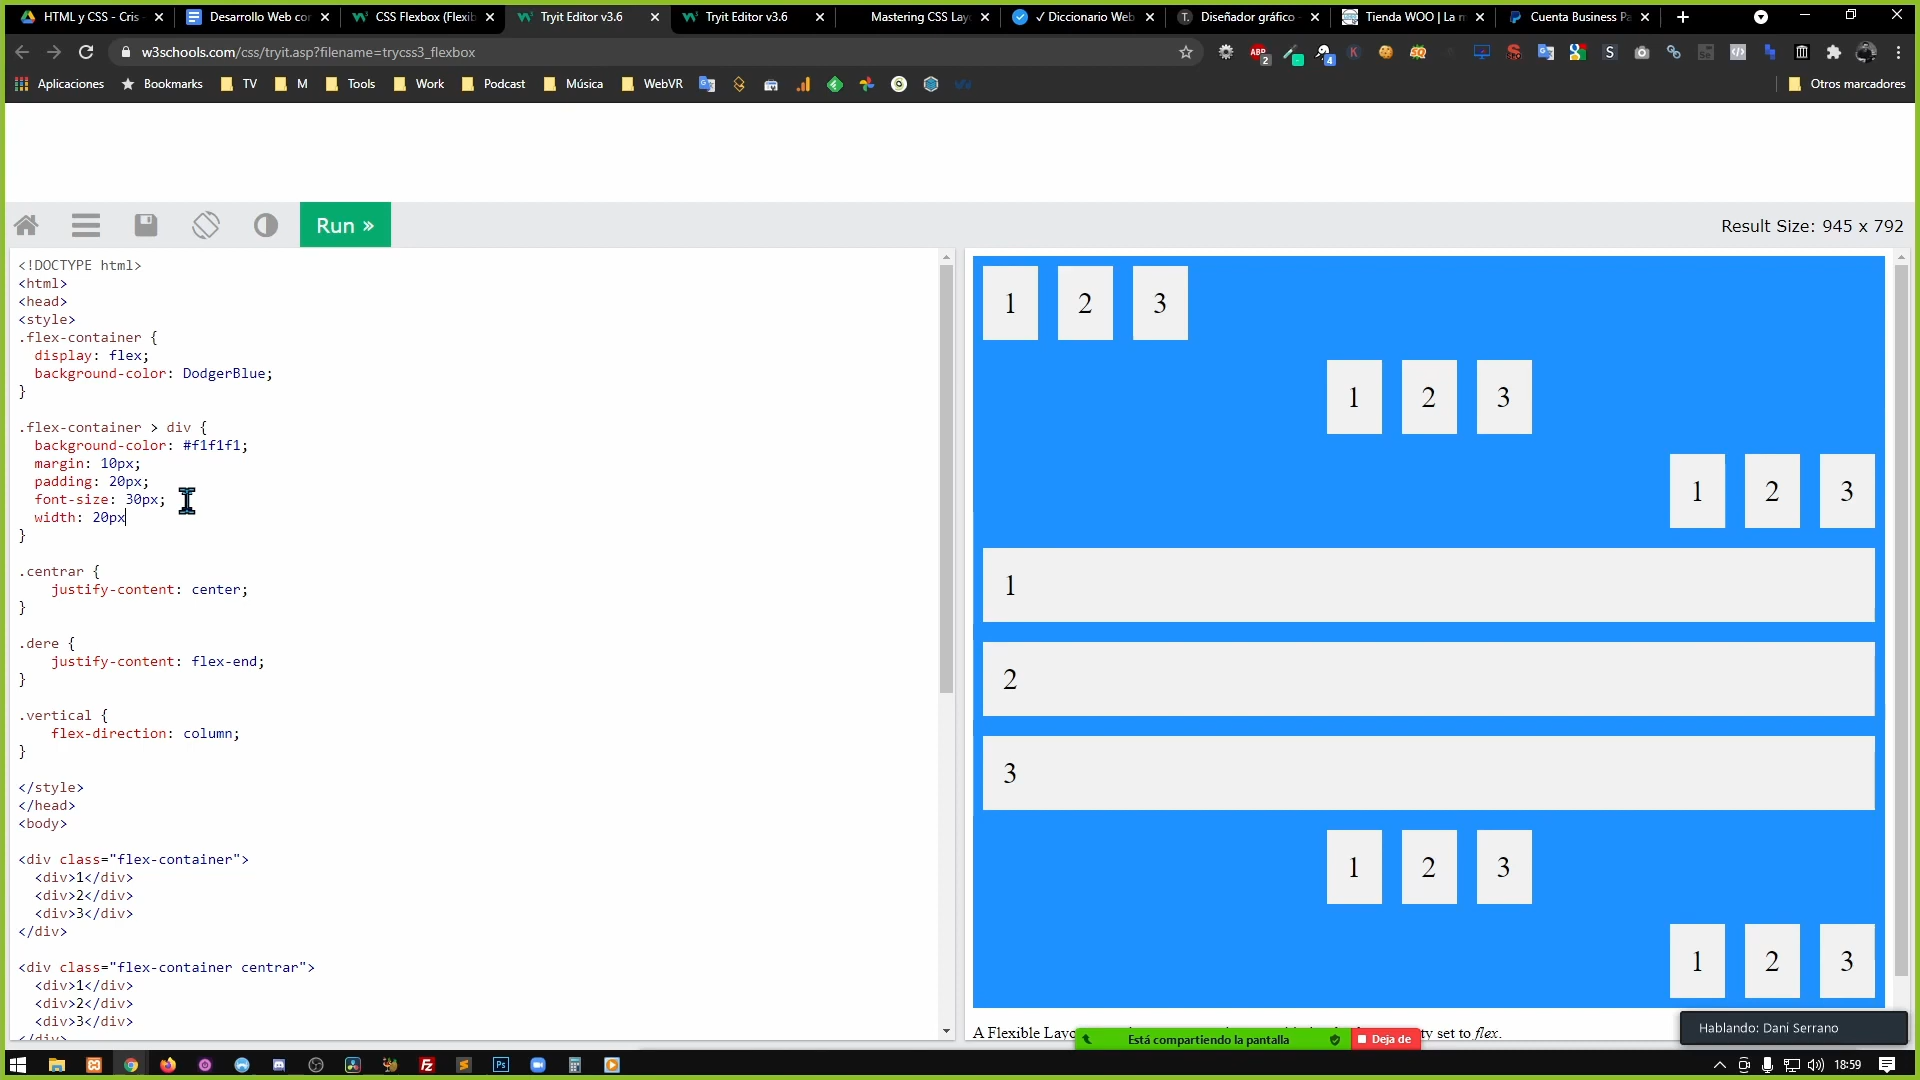 HTML y CSS - Cris
Desarrollo Web co
CSS Flexbox (Flexib
Tryit Editor v3.6
Tryit Editor v3.6
Mastering CSS Lay
✓ Diccionario Web
Diseñador gráfico
Tienda WOO | La m
Cuenta Business Pa
w3schools.com/css/tryit.asp?filename=trycss3_flexbox
Aplicaciones
Bookmarks
TV
M
Tools
Work
Podcast
Música
WebVR
Otros marcadores
Run »
Result Size: 945 x 792
<!DOCTYPE html>
<html>
<head>
<style>
.flex-container {
display: flex;
background-color: DodgerBlue;
}
.flex-container > div {
background-color: #f1f1f1;
margin: 10px;
padding: 20px;
font-size: 30px;
width: 20px
}
.centrar {
justify-content: center;
}
.dere {
justify-content: flex-end;
}
.vertical {
flex-direction: column;
}
</style>
</head>
<body>
<div class="flex-container">
<div>1</div>
<div>2</div>
<div>3</div>
</div>
<div class="flex-container centrar">
<div>1</div>
<div>2</div>
<div>3</div>
</div>
1 2 3
1 2 3
1 2 3
1
2
3
1 2 3
1 2 3
A Flexible Layo
ty set to flex.
Está compartiendo la pantalla
Deja de
Hablando: Dani Serrano
18:59